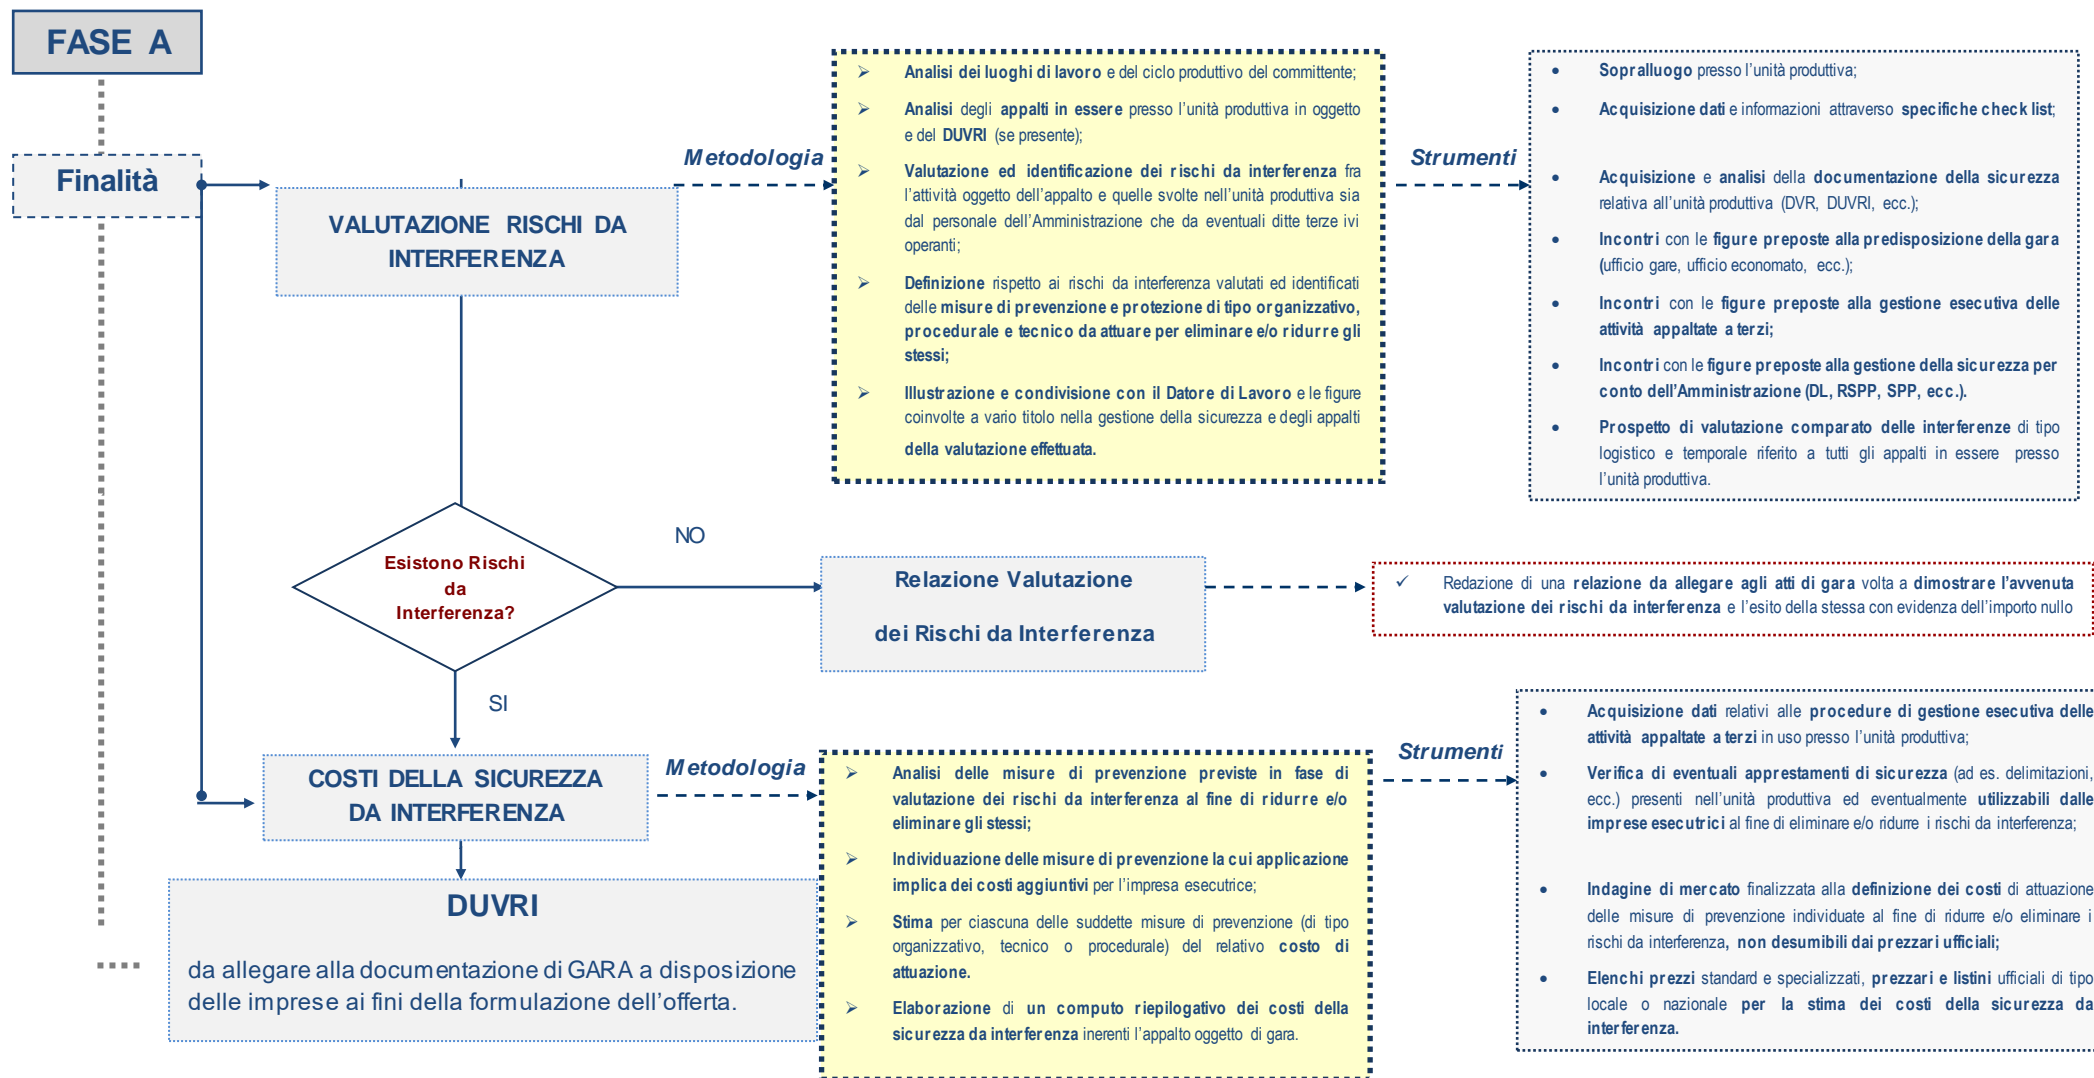 FASE A
Finalità
VALUTAZIONE RISCHI DA
INTERFERENZA
Metodologia
➢ Analisi dei luoghi di lavoro e del ciclo produttivo del committente;
➢ Analisi degli appalti in essere presso l’unità produttiva in oggetto
e del DUVRI (se presente);
➢ Valutazione ed identificazione dei rischi da interferenza fra
l’attività oggetto dell’appalto e quelle svolte nell’unità produttiva sia
dal personale dell’Amministrazione che da eventuali ditte terze ivi
operanti;
➢ Definizione rispetto ai rischi da interferenza valutati ed identificati
delle misure di prevenzione e protezione di tipo organizzativo,
procedurale e tecnico da attuare per eliminare e/o ridurre gli
stessi;
➢ Illustrazione e condivisione con il Datore di Lavoro e le figure
coinvolte a vario titolo nella gestione della sicurezza e degli appalti
della valutazione effettuata.
Strumenti
• Sopralluogo presso l’unità produttiva;
• Acquisizione dati e informazioni attraverso specifiche check list;
• Acquisizione e analisi della documentazione della sicurezza
relativa all’unità produttiva (DVR, DUVRI, ecc.);
• Incontri con le figure preposte alla predisposizione della gara
(ufficio gare, ufficio economato, ecc.);
• Incontri con le figure preposte alla gestione esecutiva delle
attività appaltate a terzi;
• Incontri con le figure preposte alla gestione della sicurezza per
conto dell’Amministrazione (DL, RSPP, SPP, ecc.).
• Prospetto di valutazione comparato delle interferenze di tipo
logistico e temporale riferito a tutti gli appalti in essere presso
l’unità produttiva.
Esistono Rischi
da
Interferenza?
NO
Relazione Valutazione
dei Rischi da Interferenza
✓ Redazione di una relazione da allegare agli atti di gara volta a dimostrare l’avvenuta
valutazione dei rischi da interferenza e l’esito della stessa con evidenza dell’importo nullo
SI
COSTI DELLA SICUREZZA
DA INTERFERENZA
Metodologia
➢ Analisi delle misure di prevenzione previste in fase di
valutazione dei rischi da interferenza al fine di ridurre e/o
eliminare gli stessi;
➢ Individuazione delle misure di prevenzione la cui applicazione
implica dei costi aggiuntivi per l’impresa esecutrice;
➢ Stima per ciascuna delle suddette misure di prevenzione (di tipo
organizzativo, tecnico o procedurale) del relativo costo di
attuazione.
➢ Elaborazione di un computo riepilogativo dei costi della
sicurezza da interferenza inerenti l’appalto oggetto di gara.
Strumenti
• Acquisizione dati relativi alle procedure di gestione esecutiva delle
attività appaltate a terzi in uso presso l’unità produttiva;
• Verifica di eventuali apprestamenti di sicurezza (ad es. delimitazioni,
ecc.) presenti nell’unità produttiva ed eventualmente utilizzabili dalle
imprese esecutrici al fine di eliminare e/o ridurre i rischi da interferenza;
• Indagine di mercato finalizzata alla definizione dei costi di attuazione
delle misure di prevenzione individuate al fine di ridurre e/o eliminare i
rischi da interferenza, non desumibili dai prezzari ufficiali;
• Elenchi prezzi standard e specializzati, prezzari e listini ufficiali di tipo
locale o nazionale per la stima dei costi della sicurezza da
interferenza.
DUVRI
da allegare alla documentazione di GARA a disposizione
delle imprese ai fini della formulazione dell’offerta.